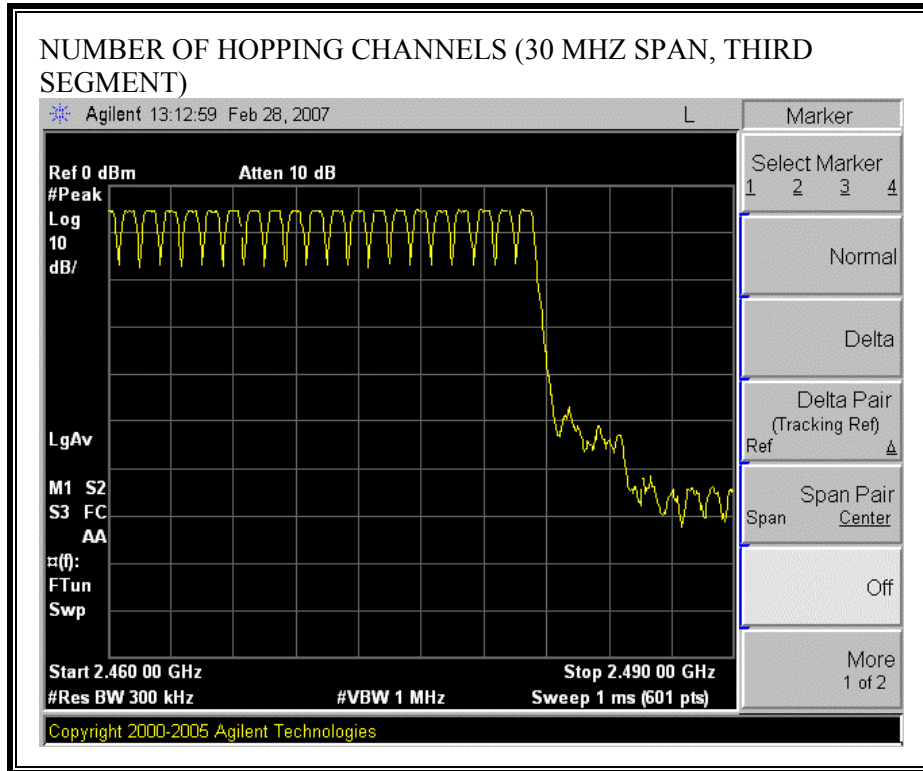 NUMBER OF HOPPING CHANNELS (30 MHZ SPAN, THIRD
SEGMENT)
Agilent 13:12:59 Feb 28, 2007
L
Marker
Ref 0 dBm
Atten 10 dB
#Peak
Log
10
dB/
LgAv
M1 S2
S3 FC
AA
¤(f):
FTun
Swp
Start 2.460 00 GHz
Stop 2.490 00 GHz
#Res BW 300 kHz
#VBW 1 MHz
Sweep 1 ms (601 pts)
Select Marker
1 2 3 4
Normal
Delta
Delta Pair
(Tracking Ref)
Ref Δ
Span Pair
Span Center
Off
More
1 of 2
Copyright 2000-2005 Agilent Technologies